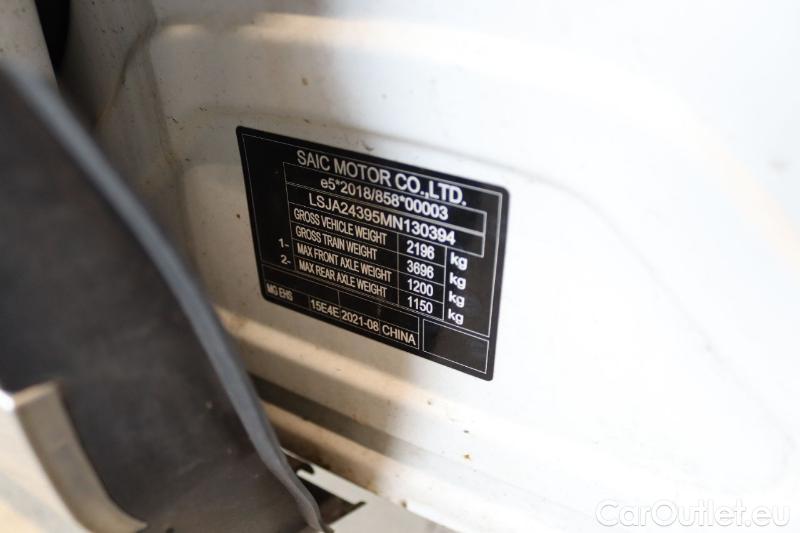 SAIC MOTOR CO.,LTD.
e5*2018/858*00003
LSJA24395MN130394
GROSS VEHICLE WEIGHT 2196 kg
GROSS TRAIN WEIGHT 3696 kg
1- MAX FRONT AXLE WEIGHT 1200 kg
2- MAX REAR AXLE WEIGHT 1150 kg
MG EHS 15E4E 2021-08 CHINA
CarOutlet.eu